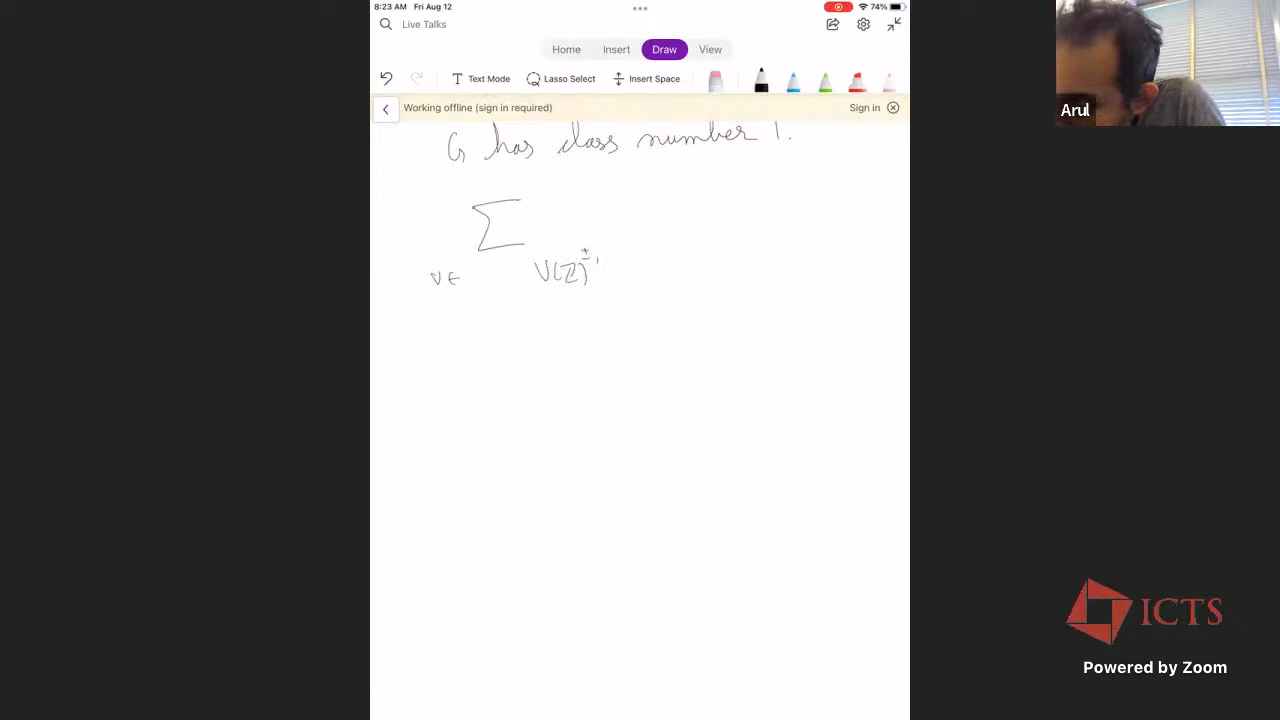 8:23 AM Fri Aug 12
74%
Live Talks
Home Insert Draw View
Text Mode Lasso Select Insert Space
Working offline (sign in required) Sign in
G has class number 1.
∑
v ∈ V(ℤ)^±,
Arul
ICTS
Powered by Zoom